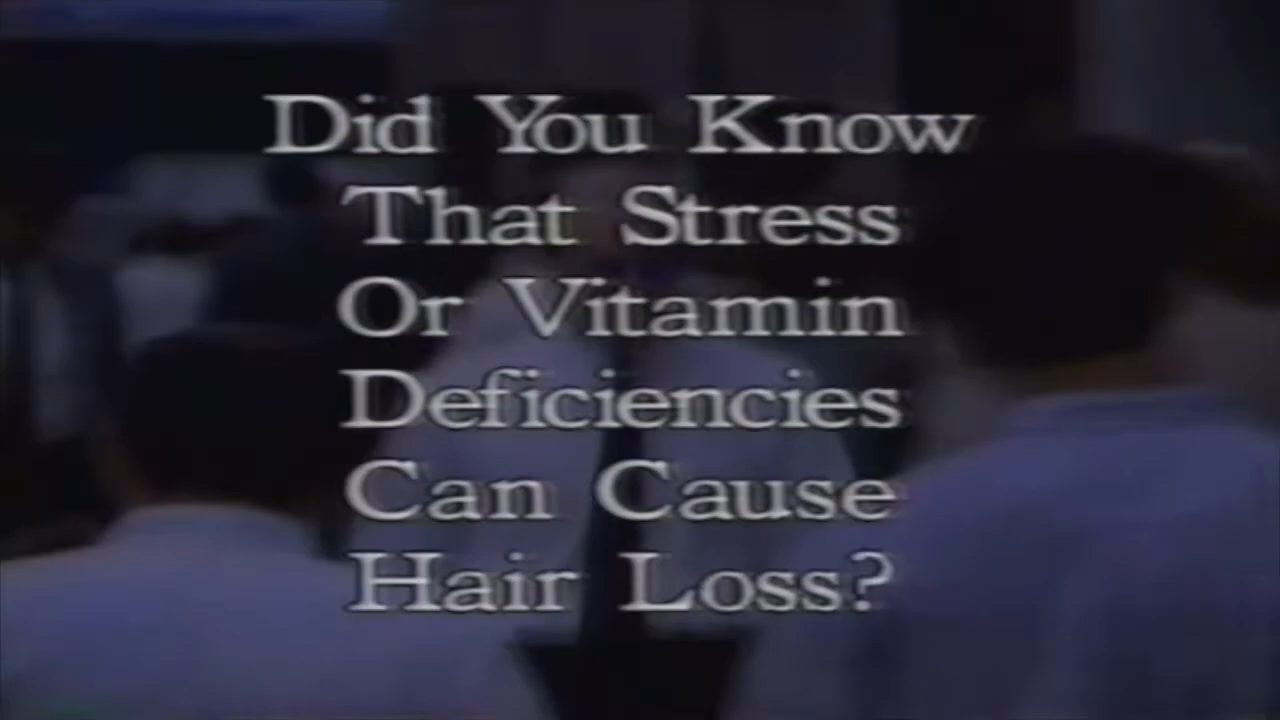 Did You Know
That Stress
Or Vitamin
Deficiencies
Can Cause
Hair Loss?